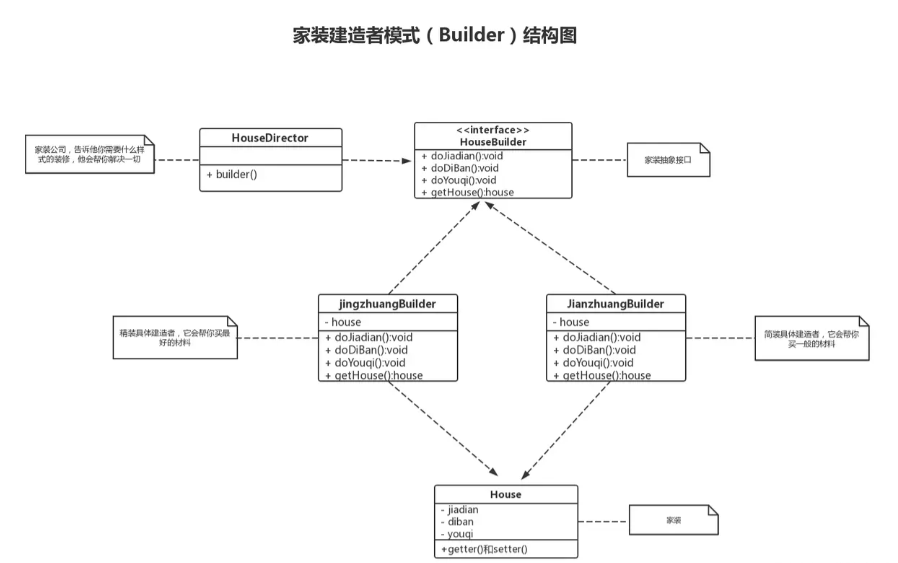 家装建造者模式（Builder）结构图
家装公司，告诉他你需要什么样
式的装修，他会帮你解决一切
HouseDirector
+ builder()
<<interface>>
HouseBuilder
+ doJiadian():void
+ doDiBan():void
+ doYouqi():void
+ getHouse():house
家装抽象接口
精装具体建造者，它会帮你买最
好的材料
jingzhuangBuilder
- house
+ doJiadian():void
+ doDiBan():void
+ doYouqi():void
+ getHouse():house
JianzhuangBuilder
- house
+ doJiadian():void
+ doDiBan():void
+ doYouqi():void
+ getHouse():house
简装具体建造者，它会帮你
买一般的材料
House
- jiadian
- diban
- youqi
+getter()和setter()
家装